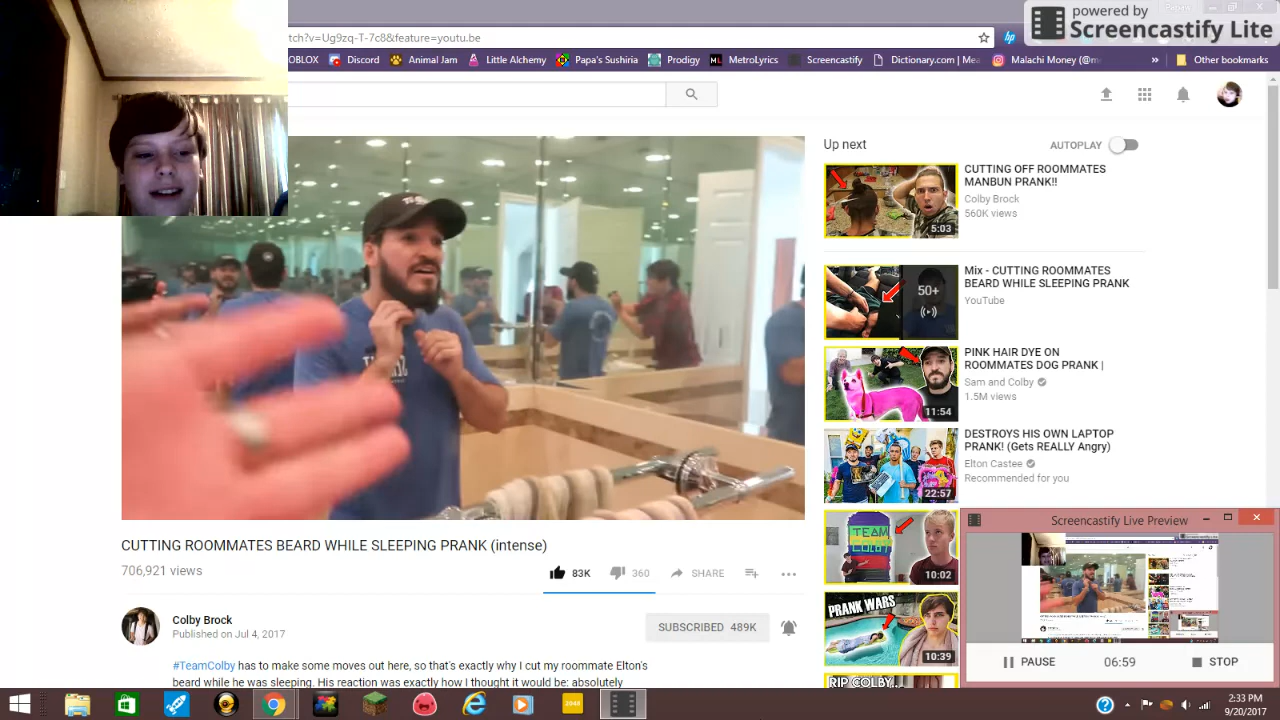 powered by
Screencastify Lite
tch?v=Ug9zq-T-7c8&feature=youtu.be
OBLOX Discord Animal Jam Little Alchemy Papa's Sushiria Prodigy MetroLyrics Screencastify Dictionary.com | Mea Malachi Money (@m » Other bookmarks
Up next
AUTOPLAY
CUTTING OFF ROOMMATES
MANBUN PRANK!!
Colby Brock
560K views
5:03
Mix - CUTTING ROOMMATES
BEARD WHILE SLEEPING PRANK
YouTube
50+
PINK HAIR DYE ON
ROOMMATES DOG PRANK |
Sam and Colby
1.5M views
11:54
DESTROYS HIS OWN LAPTOP
PRANK! (Gets REALLY Angry)
Elton Castee
Recommended for you
22:57
TEAM
COLBY
10:02
PRANK WARS
10:39
RIP COLBY
CUTTING ROOMMATES BEARD WHILE SLEEPING PRANK (intense)
706,921 views
83K 360 SHARE
Colby Brock
Published on Jul 4, 2017
SUBSCRIBED 489K
#TeamColby has to make some moves out here, so that's exactly why I cut my roommate Elton's
beard while he was sleeping. His reaction was exactly how I thought it would be: absolutely
Screencastify Live Preview
PAUSE 06:59 STOP
2048
2:33 PM
9/20/2017